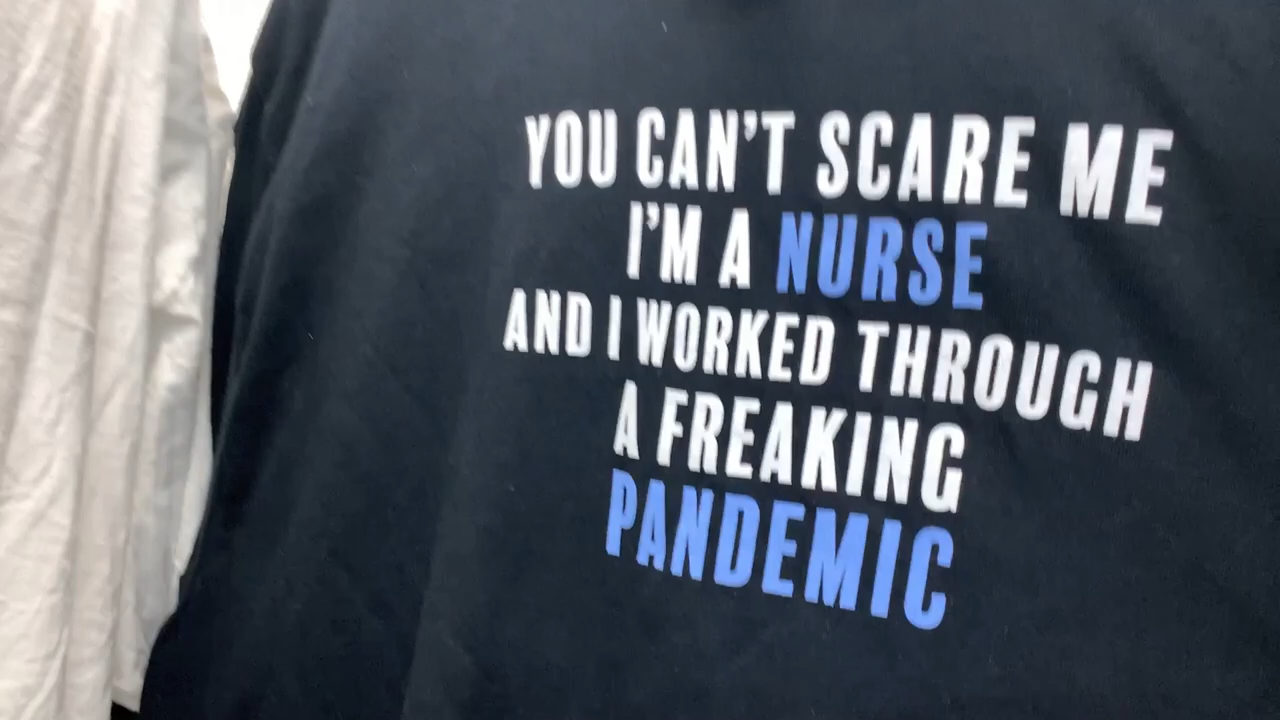 YOU CAN'T SCARE ME
I'M A NURSE
AND I WORKED THROUGH
A FREAKING
PANDEMIC